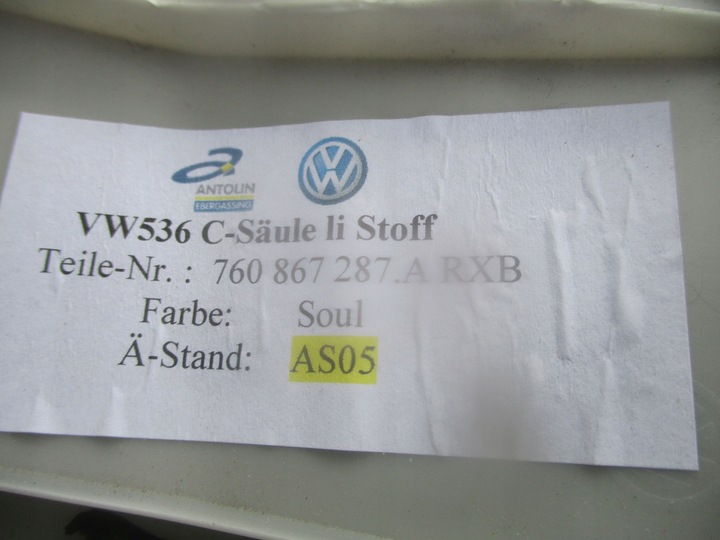 ANTOLIN
EBERGASSING
VW536 C-Säule li Stoff
Teile-Nr. : 760 867 287.A RXB
Farbe: Soul
Ä-Stand: AS05